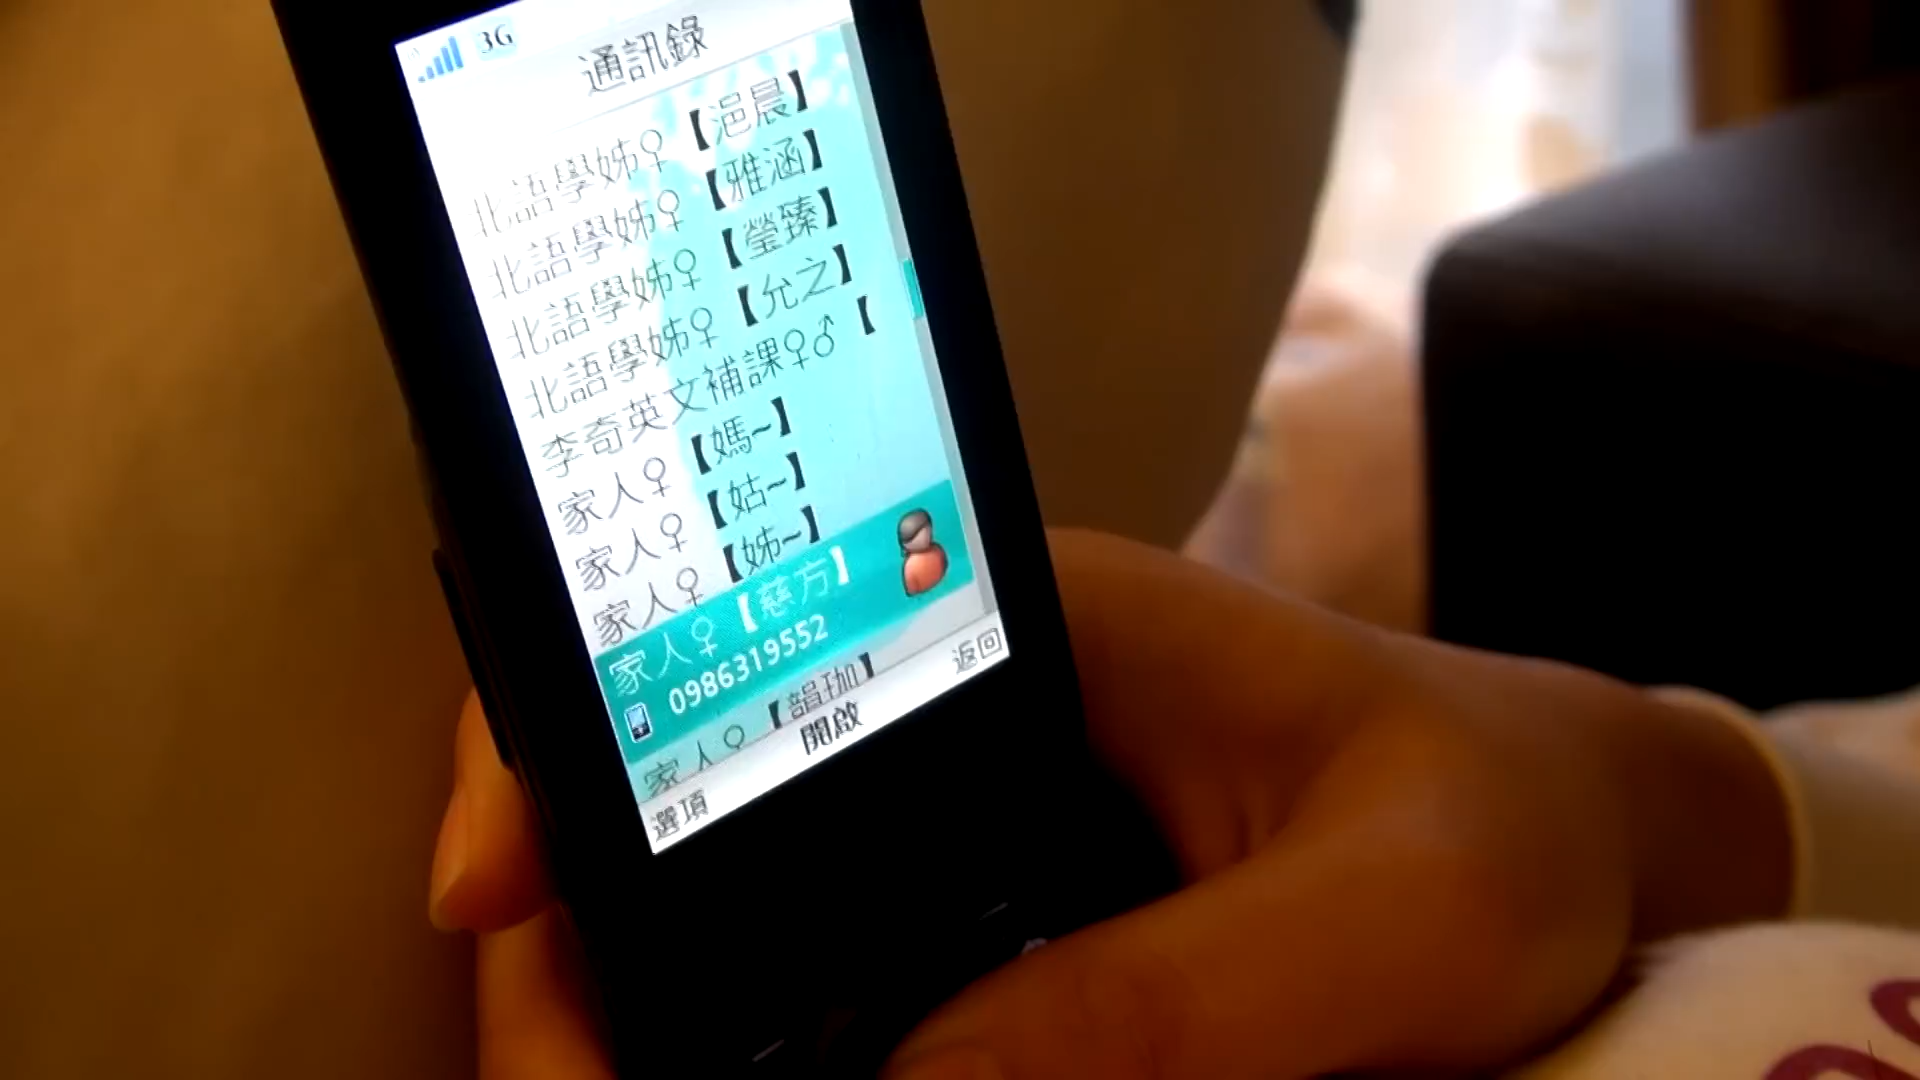 3G
通訊錄
北語學姊♀【浥晨】
北語學姊♀【雅涵】
北語學姊♀【瑩臻】
北語學姊♀【允之】
李奇英文補課♀♂【
家人♀【媽~】
家人♀【姑~】
家人♀【姊~】
家人♀【慈方】
0986319552
家人♀【韻珈】
選項 開啟 返回